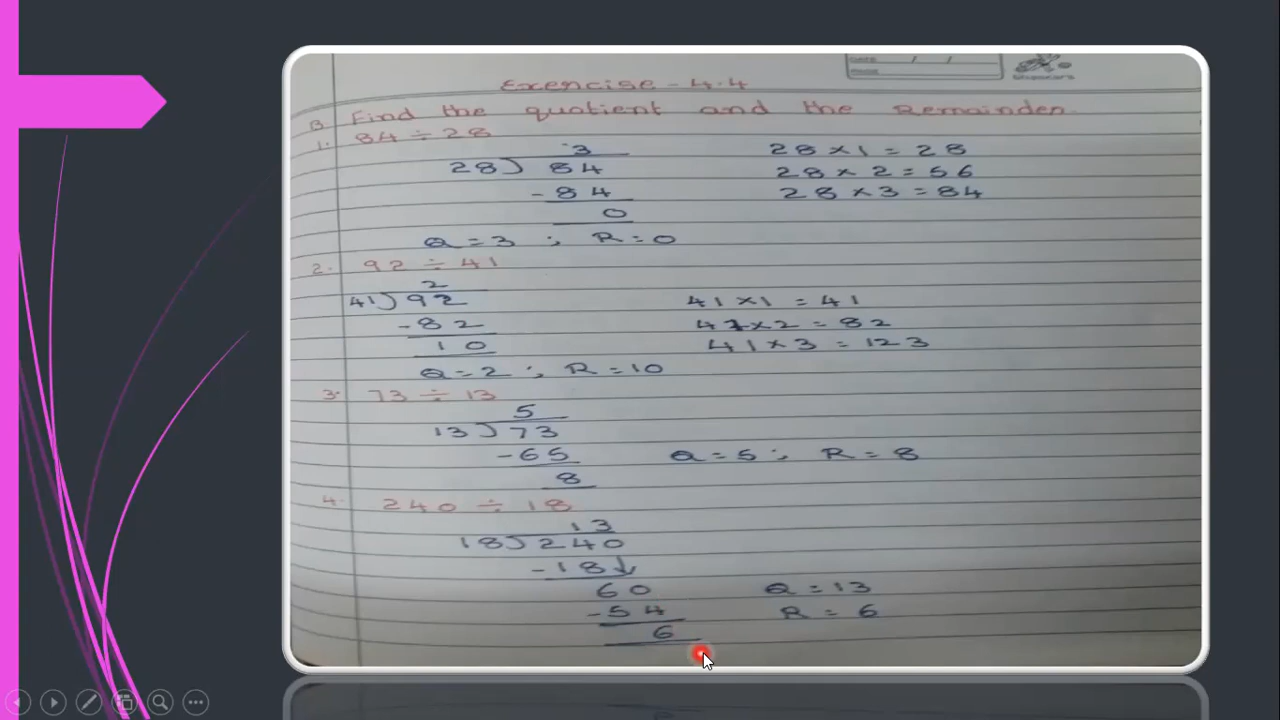 DATE / /
PAGE
Exercise - 4.4
B. Find the quotient and the Remainder.
1. 84 ÷ 28
3
28) 84
- 84
0
28 × 1 = 28
28 × 2 = 56
28 × 3 = 84
Q = 3 ; R = 0
2. 92 ÷ 41
2
41) 92
- 82
10
41 × 1 = 41
41 × 2 = 82
41 × 3 = 123
Q = 2 ; R = 10
3. 73 ÷ 13
5
13) 73
- 65
8
Q = 5 ; R = 8
4. 240 ÷ 18
13
18) 240
- 18↓
60
- 54
6
Q = 13
R = 6